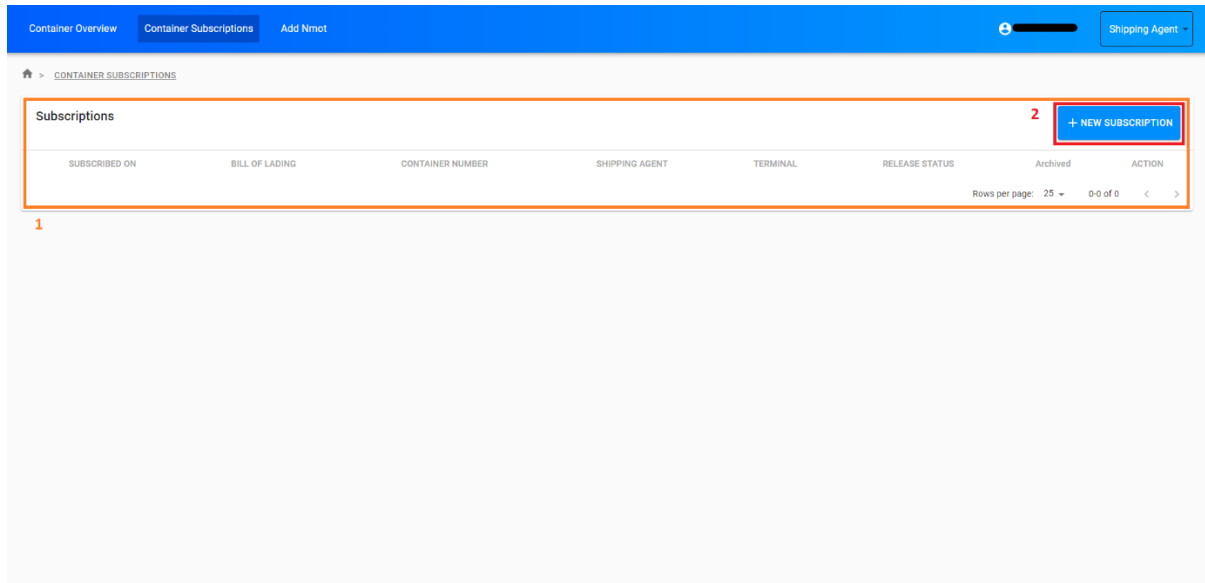 Container Overview Container Subscriptions Add Nmot Shipping Agent
> CONTAINER SUBSCRIPTIONS
Subscriptions 2 + NEW SUBSCRIPTION
SUBSCRIBED ON BILL OF LADING CONTAINER NUMBER SHIPPING AGENT TERMINAL RELEASE STATUS Archived ACTION
Rows per page: 25 0-0 of 0 < >
1